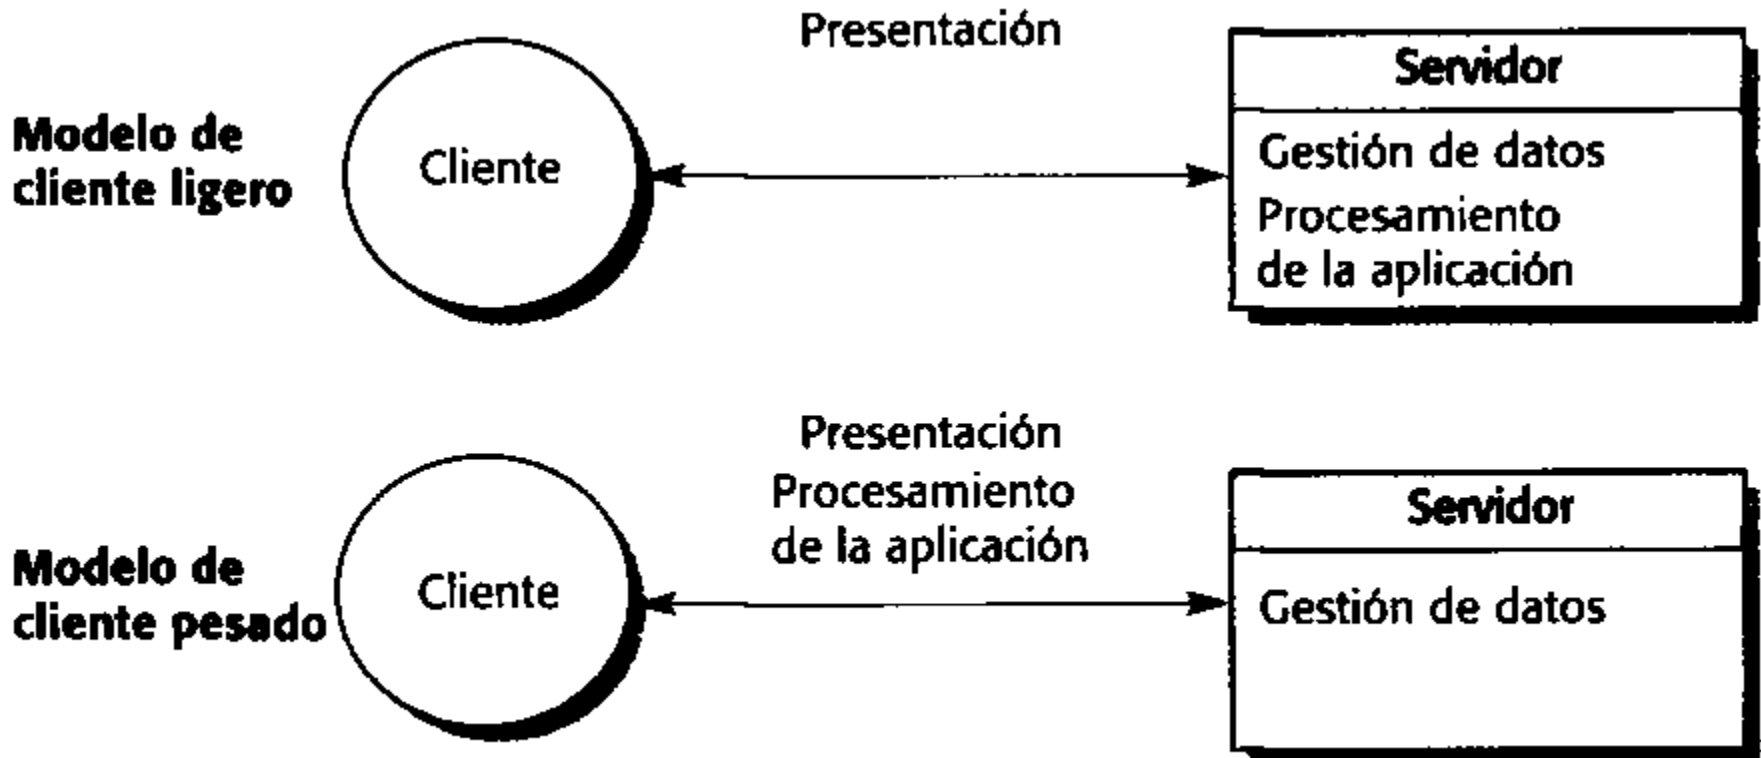 Presentación
Servidor
Modelo de
cliente ligero
Cliente
Gestión de datos
Procesamiento
de la aplicación
Presentación
Procesamiento
de la aplicación
Servidor
Modelo de
cliente pesado
Cliente
Gestión de datos